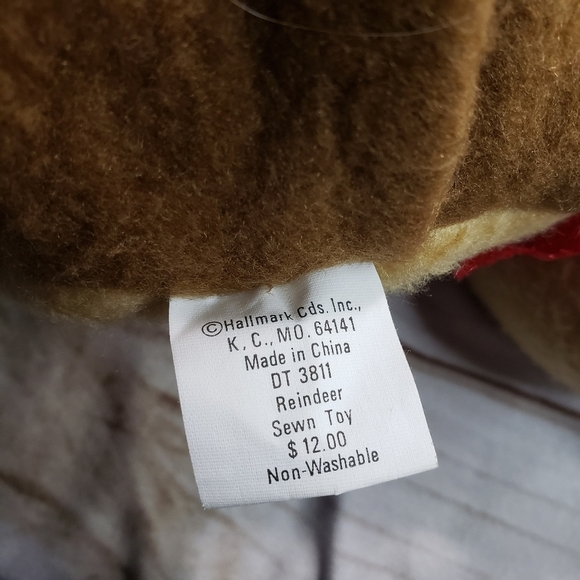 ©Hallmark Cds. Inc.,
K. C., MO. 64141
Made in China
DT 3811
Reindeer
Sewn Toy
$ 12.00
Non-Washable